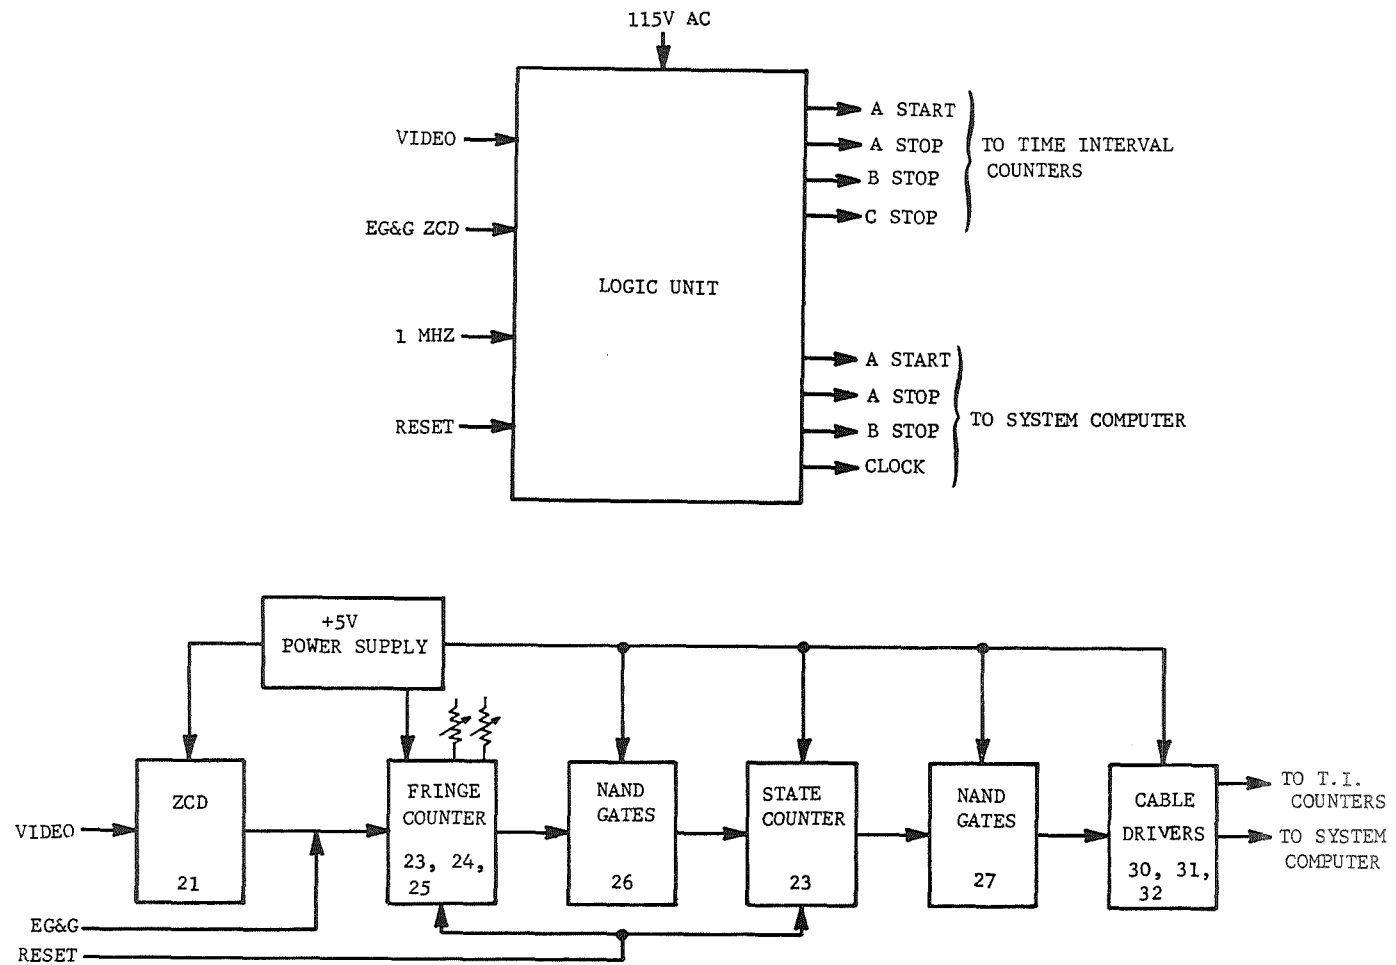 115V AC
VIDEO
EG&G ZCD
1 MHZ
RESET
LOGIC UNIT
A START
A STOP
B STOP
C STOP
TO TIME INTERVAL
COUNTERS
A START
A STOP
B STOP
CLOCK
TO SYSTEM COMPUTER
+5V
POWER SUPPLY
VIDEO
ZCD
21
FRINGE
COUNTER
23, 24,
25
NAND
GATES
26
STATE
COUNTER
23
NAND
GATES
27
CABLE
DRIVERS
30, 31,
32
TO T.I.
COUNTERS
TO SYSTEM
COMPUTER
EG&G
RESET